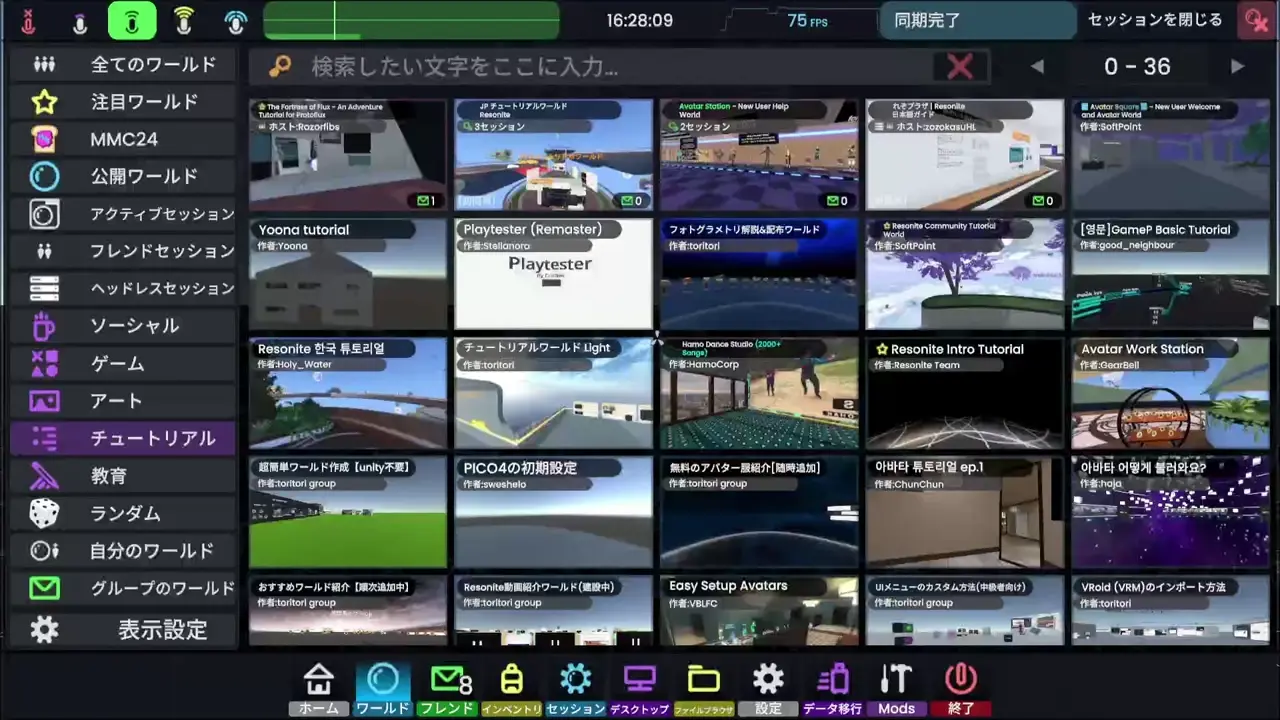 16:28:09
75 FPS
同期完了
セッションを閉じる
全てのワールド
注目ワールド
MMC24
公開ワールド
アクティブセッション
フレンドセッション
ヘッドレスセッション
ソーシャル
ゲーム
アート
チュートリアル
教育
ランダム
自分のワールド
グループのワールド
表示設定
検索したい文字をここに入力...
0 - 36
The Fortress of Flux - An Adventure
Tutorial for Protoflux
ホスト:Razorflbs
1
JP チュートリアルワールド
Resonite
3セッション
0
Avatar Station - New User Help
World
2セッション
0
れぞプラザ | Resonite
日本語ガイド
ホスト:zozokasuHL
0
Avatar Square - New User Welcome
and Avatar World
作者:SoftPoint
Yoona tutorial
作者:Yoona
Playtester (Remaster)
作者:Stellanora
Playtester
フォトグラメトリ解説&配布ワールド
作者:toritori
Resonite Community Tutorial
World
作者:SoftPoint
[영문]GameP Basic Tutorial
作者:good_neighbour
Resonite 한국 튜토리얼
作者:Holy_Water
チュートリアルワールド Light
作者:toritori
Hamo Dance Studio (2000+
Songs)
作者:HamoCorp
Resonite Intro Tutorial
作者:Resonite Team
Avatar Work Station
作者:GearBell
超簡単ワールド作成【unity不要】
作者:toritori group
PICO4の初期設定
作者:sweshelo
無料のアバター服紹介[随時追加]
作者:toritori group
아바타 튜토리얼 ep.1
作者:ChunChun
아바타 어떻게 불러와요?
作者:hajo
おすすめワールド紹介【順次追加中】
作者:toritori group
Resonite動画紹介ワールド(建設中)
作者:toritori group
Easy Setup Avatars
作者:VBLFC
UIメニューのカスタム方法(中級者向け)
作者:toritori group
VRoid (VRM)のインポート方法
作者:toritori
8
ホーム
ワールド
フレンド
インベントリ
セッション
デスクトップ
ファイルブラウザ
設定
データ移行
Mods
終了